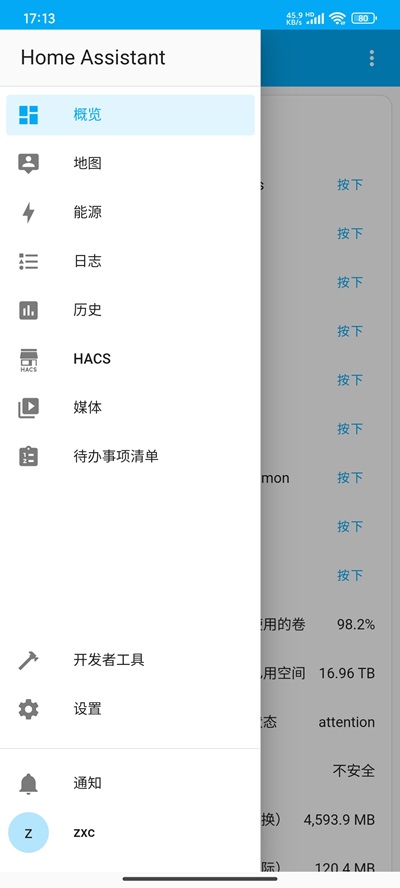 17:13 45.9 KB/s HD 80
Home Assistant
概览
地图
能源
s 按下
日志
按下
历史
按下
按下
HACS
HACS
按下
媒体
按下
待办事项清单
mon 按下
按下
按下
用的卷 98.2%
开发者工具
用空间 16.96 TB
设置
态 attention
通知
不安全
z
zxc
换） 4,593.9 MB
际） 120.4 MB